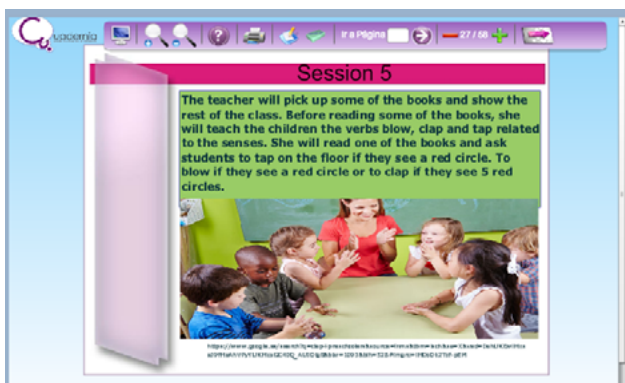 Cuadernia
Ir a Página
27 / 58
Session 5
The teacher will pick up some of the books and show the
rest of the class. Before reading some of the books, she
will teach the children the verbs blow, clap and tap related
to the senses. She will read one of the books and ask
students to tap on the floor if they see a red circle. To
blow if they see a red circle or to clap if they see 5 red
circles.